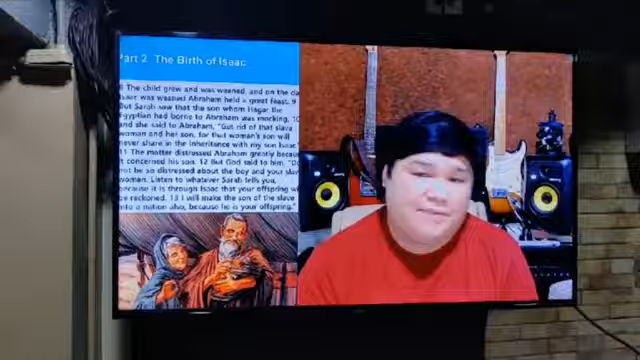 Part 2 The Birth of Isaac
8 The child grew and was weaned, and on the da
Isaac was weaned Abraham held a great feast. 9
But Sarah saw that the son whom Hagar the
Egyptian had borne to Abraham was mocking, 10
and she said to Abraham, "Get rid of that slave
woman and her son, for that woman's son will
never share in the inheritance with my son Isaac."
11 The matter distressed Abraham greatly because
it concerned his son. 12 But God said to him, "Do
not be so distressed about the boy and your slave
woman. Listen to whatever Sarah tells you,
because it is through Isaac that your offspring wi
be reckoned. 13 I will make the son of the slave
into a nation also, because he is your offspring."